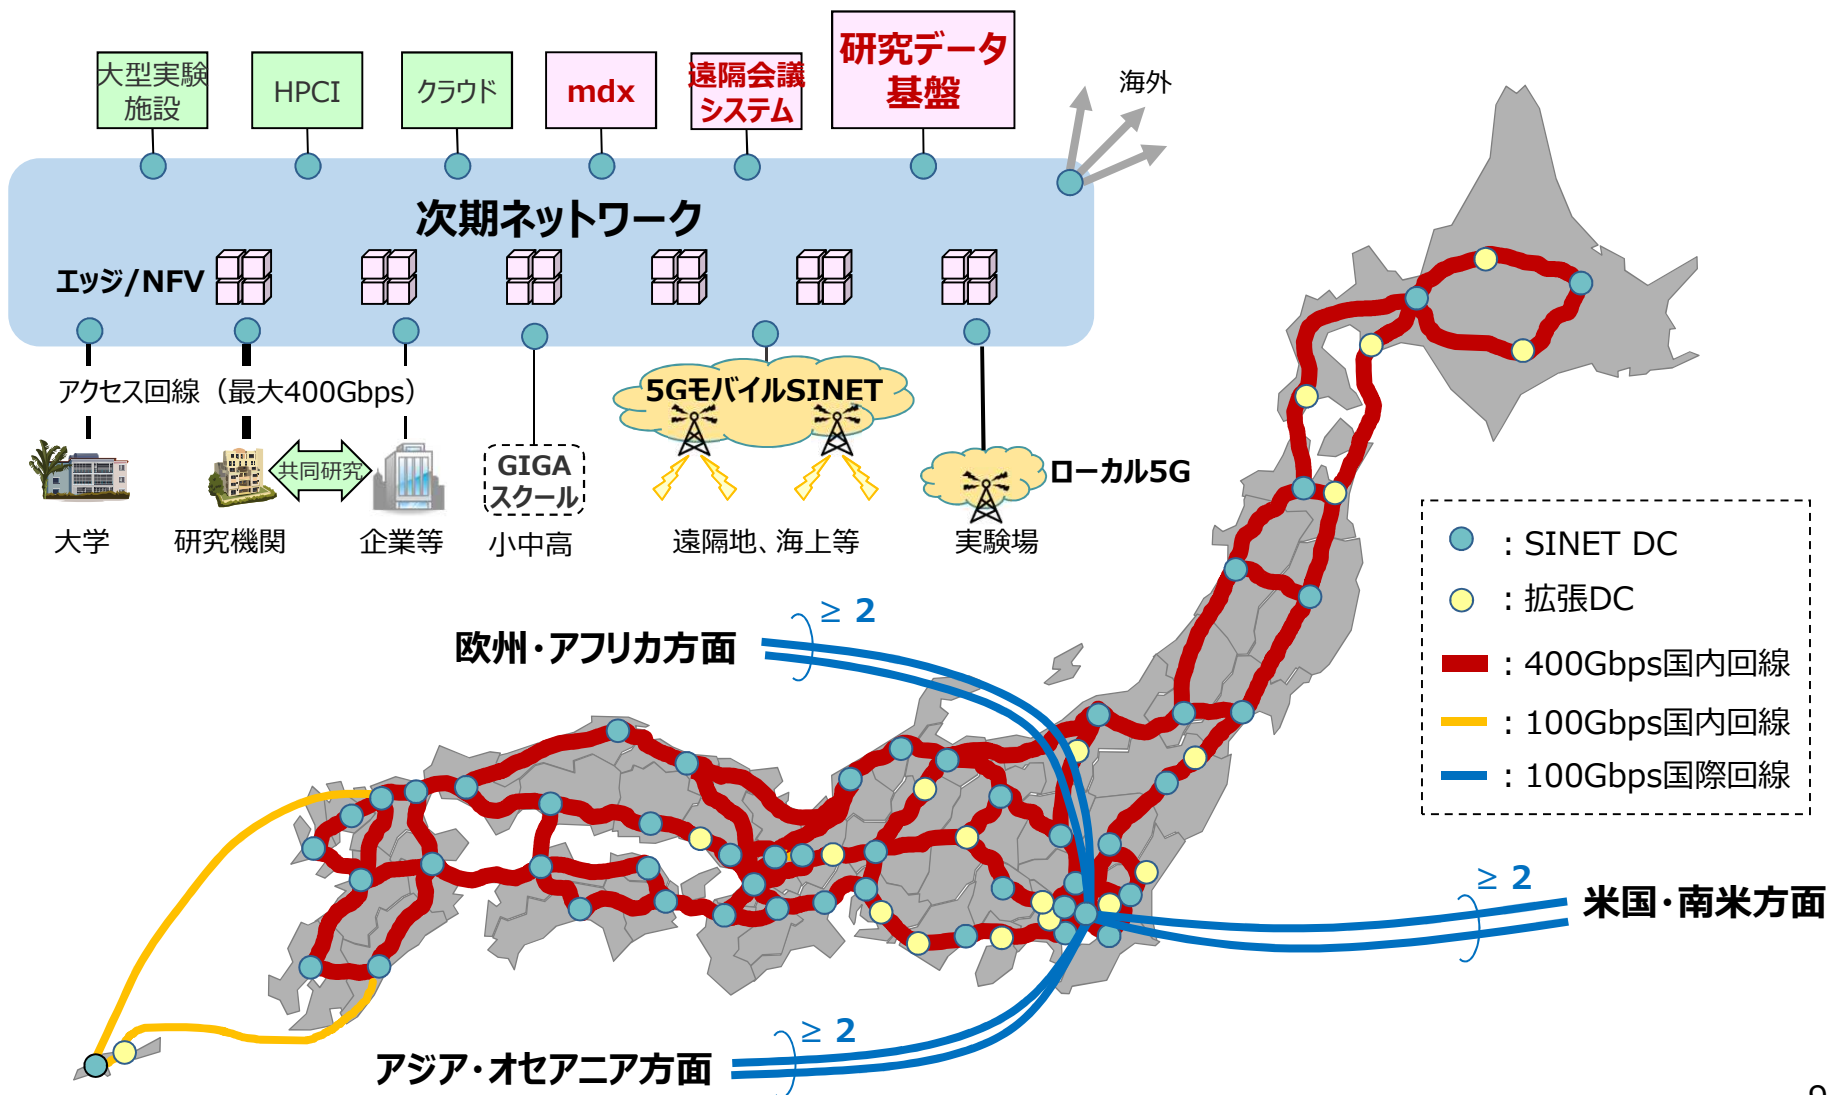 大型実験
施設
HPCI
クラウド
mdx
遠隔会議
システム
研究データ
基盤
海外
次期ネットワーク
エッジ/NFV
アクセス回線（最大400Gbps）
5GモバイルSINET
共同研究
GIGA
スクール
ローカル5G
大学
研究機関
企業等
小中高
遠隔地、海上等
実験場
：SINET DC
：拡張DC
：400Gbps国内回線
：100Gbps国内回線
：100Gbps国際回線
≥ 2
欧州・アフリカ方面
≥ 2
米国・南米方面
≥ 2
アジア・オセアニア方面